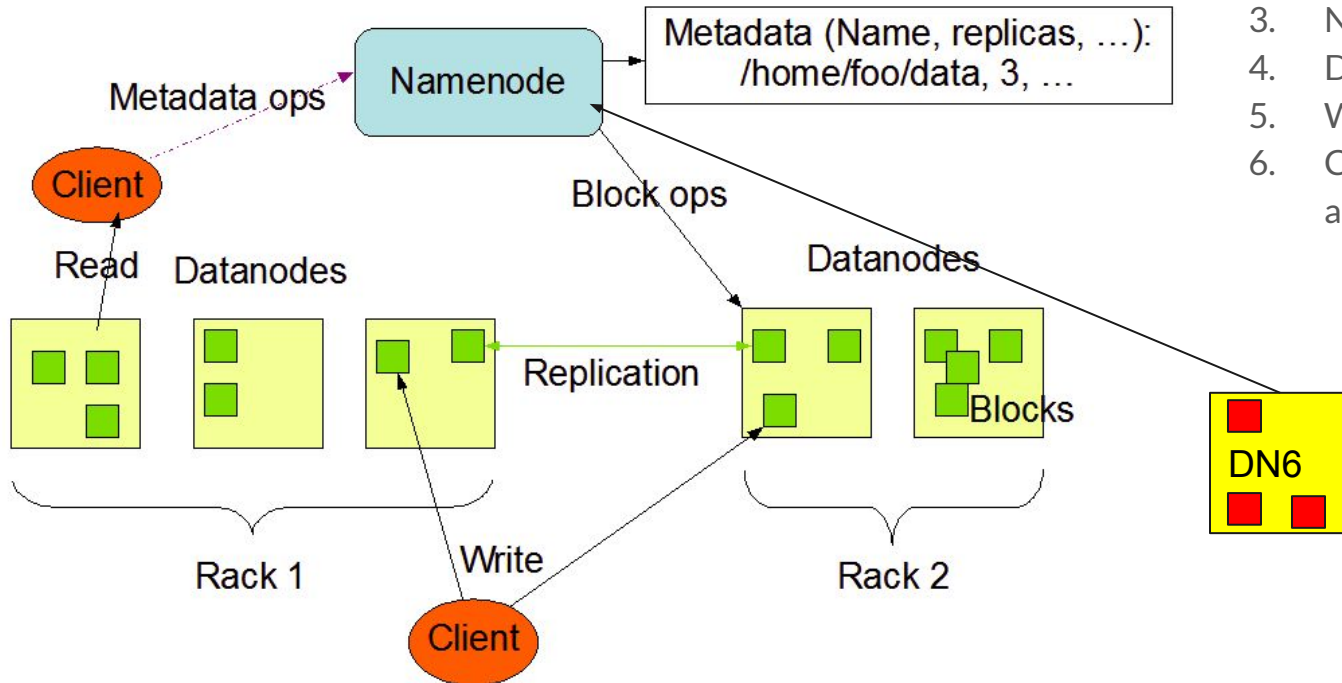 Metadata (Name, replicas, …):
/home/foo/data, 3, …
Namenode
Metadata ops
Client
Block ops
Read
Datanodes
Datanodes
Replication
Blocks
Rack 1
Write
Rack 2
Client
DN6
3.
4.
5.
6.